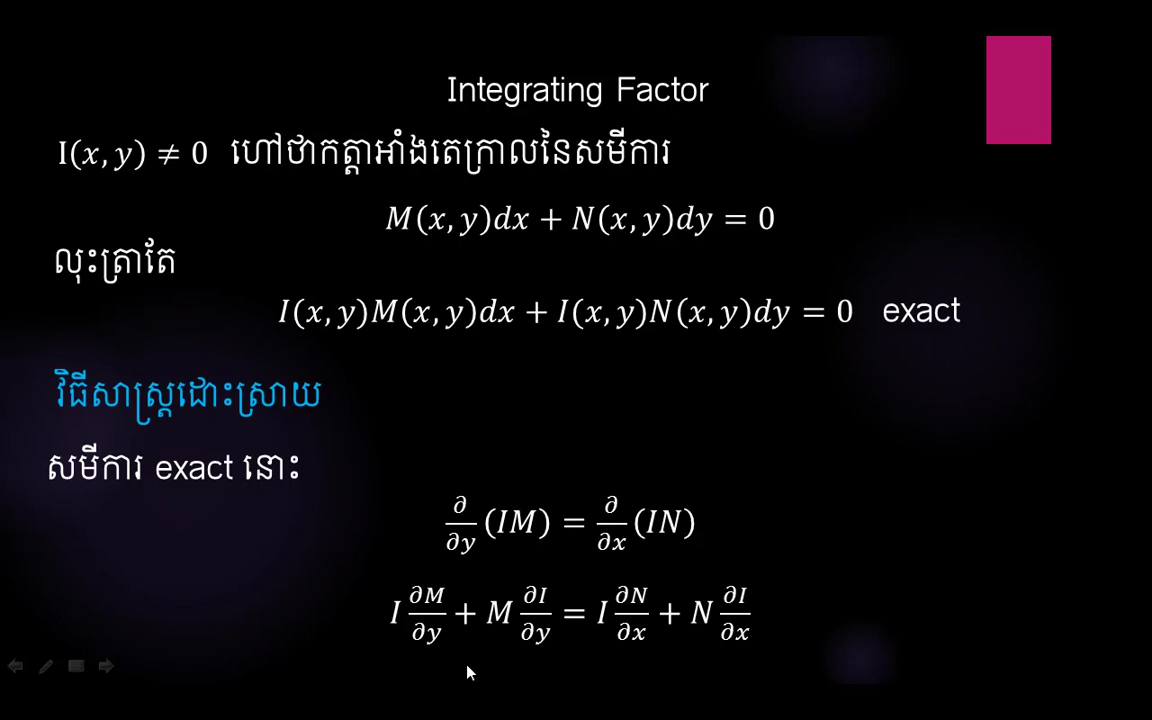 Integrating Factor
I(x, y) ≠ 0 ហៅថាកត្តាអាំងតេក្រាលនៃសមីការ
M(x, y)dx + N(x, y)dy = 0
លុះត្រាតែ
I(x, y)M(x, y)dx + I(x, y)N(x, y)dy = 0 exact
វិធីសាស្ត្រដោះស្រាយ
សមីការ exact នោះ
∂/∂y (IM) = ∂/∂x (IN)
I ∂M/∂y + M ∂I/∂y = I ∂N/∂x + N ∂I/∂x